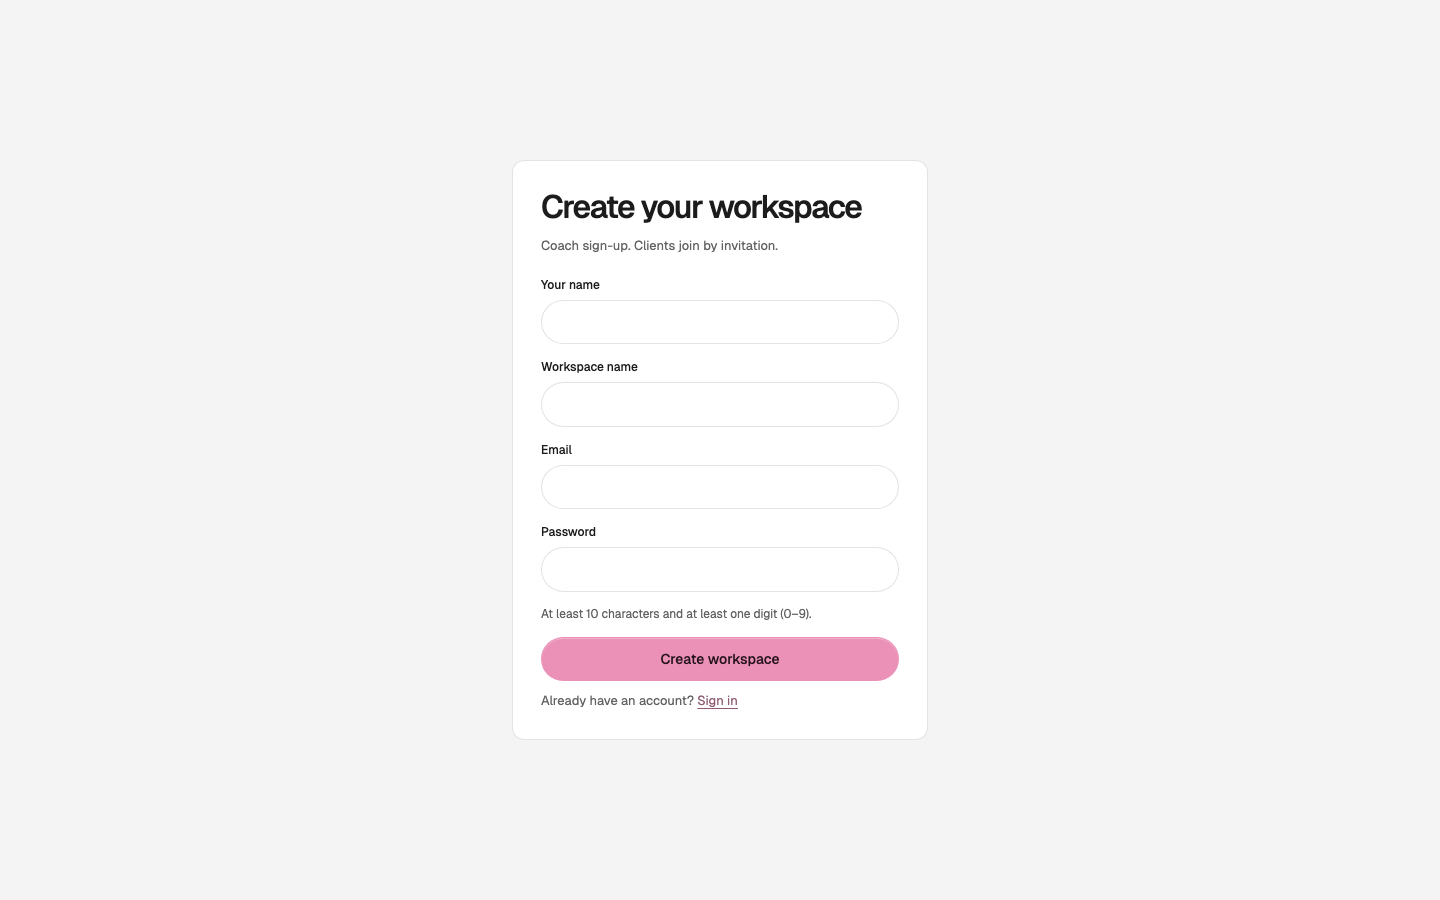 Create your workspace
Coach sign-up. Clients join by invitation.
Your name
Workspace name
Email
Password
At least 10 characters and at least one digit (0–9).
Create workspace
Already have an account? Sign in